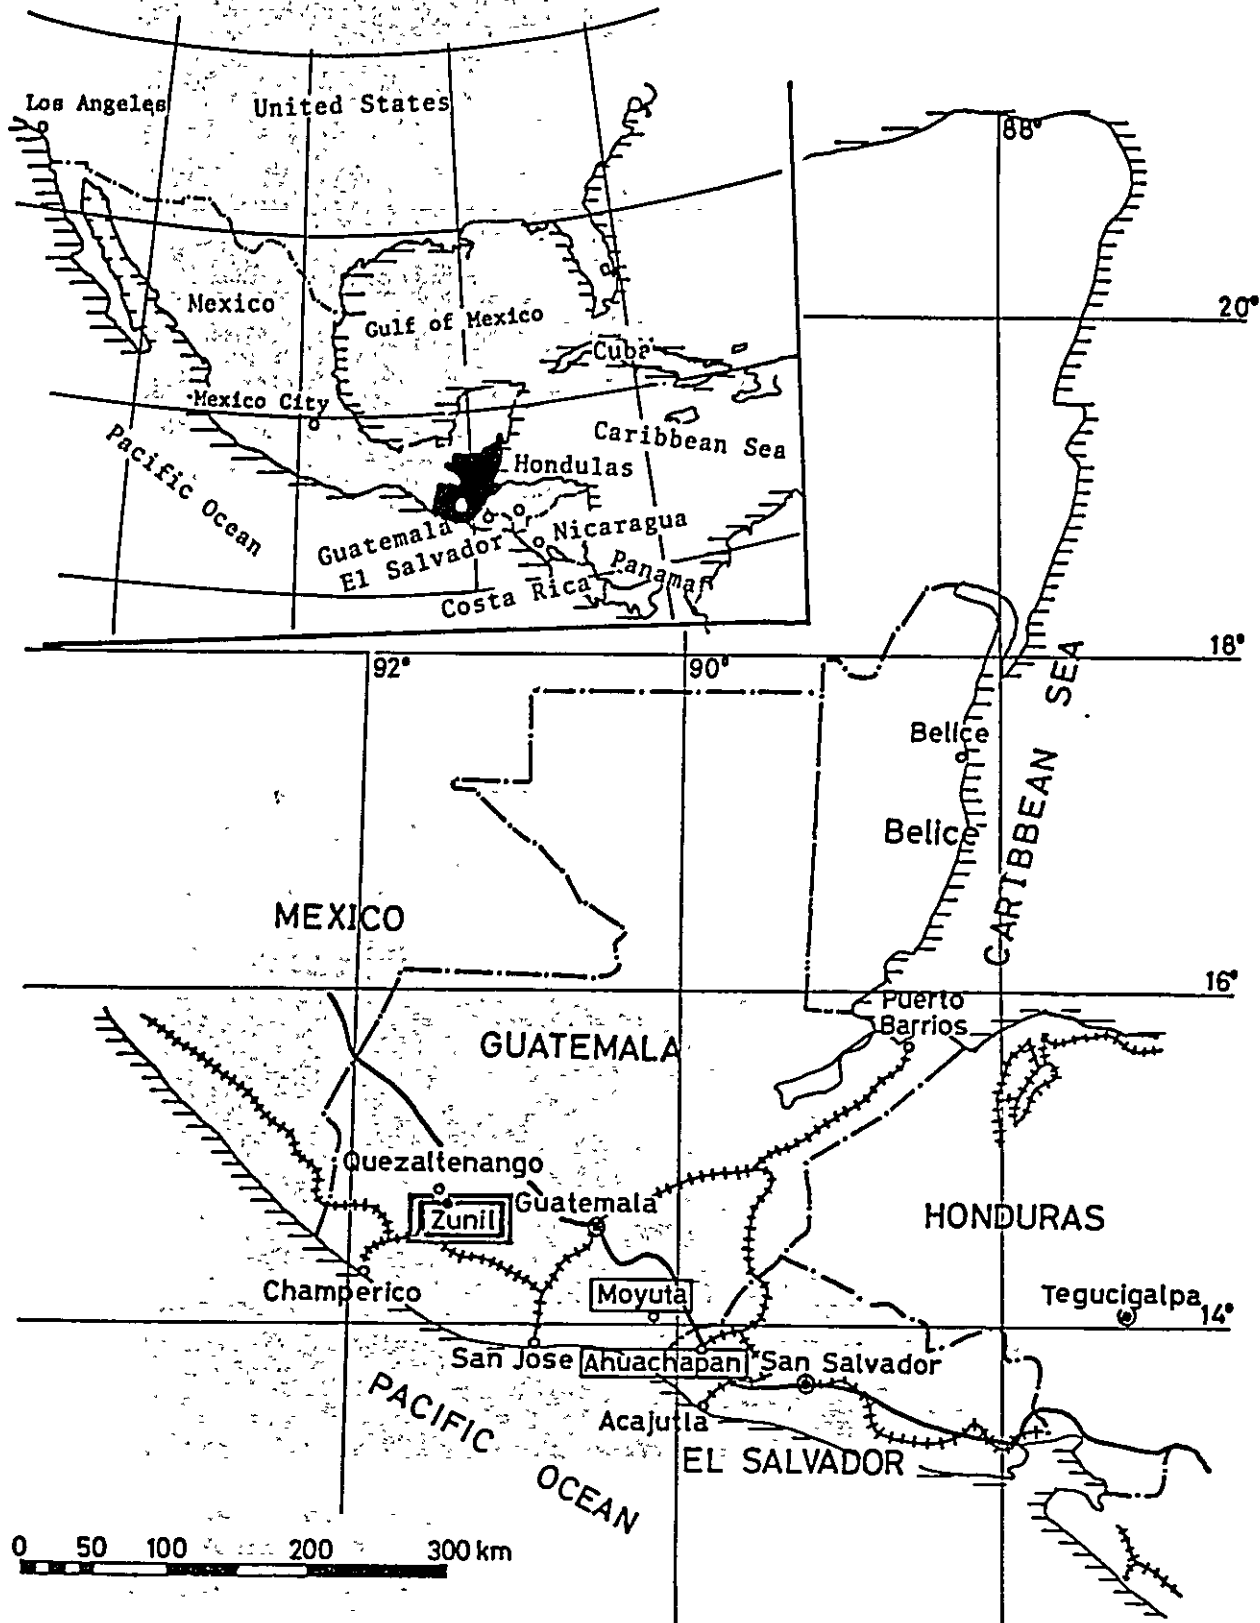 Los Angeles
United States
Mexico
Gulf of Mexico
Cuba
Mexico City
Caribbean Sea
Pacific Ocean
Hondulas
Guatemala
Nicaragua
El Salvador
Panama
Costa Rica
88°
20°
92°
90°
18°
Belice
Belice
CARIBBEAN SEA
MEXICO
16°
Puerto
Barrios
GUATEMALA
Quezaltenango
Zunil
Guatemala
HONDURAS
Champerico
Moyuta
Tegucigalpa
14°
San Jose
Ahuachapan
San Salvador
Acajutla
PACIFIC OCEAN
EL SALVADOR
0 50 100 200 300 km